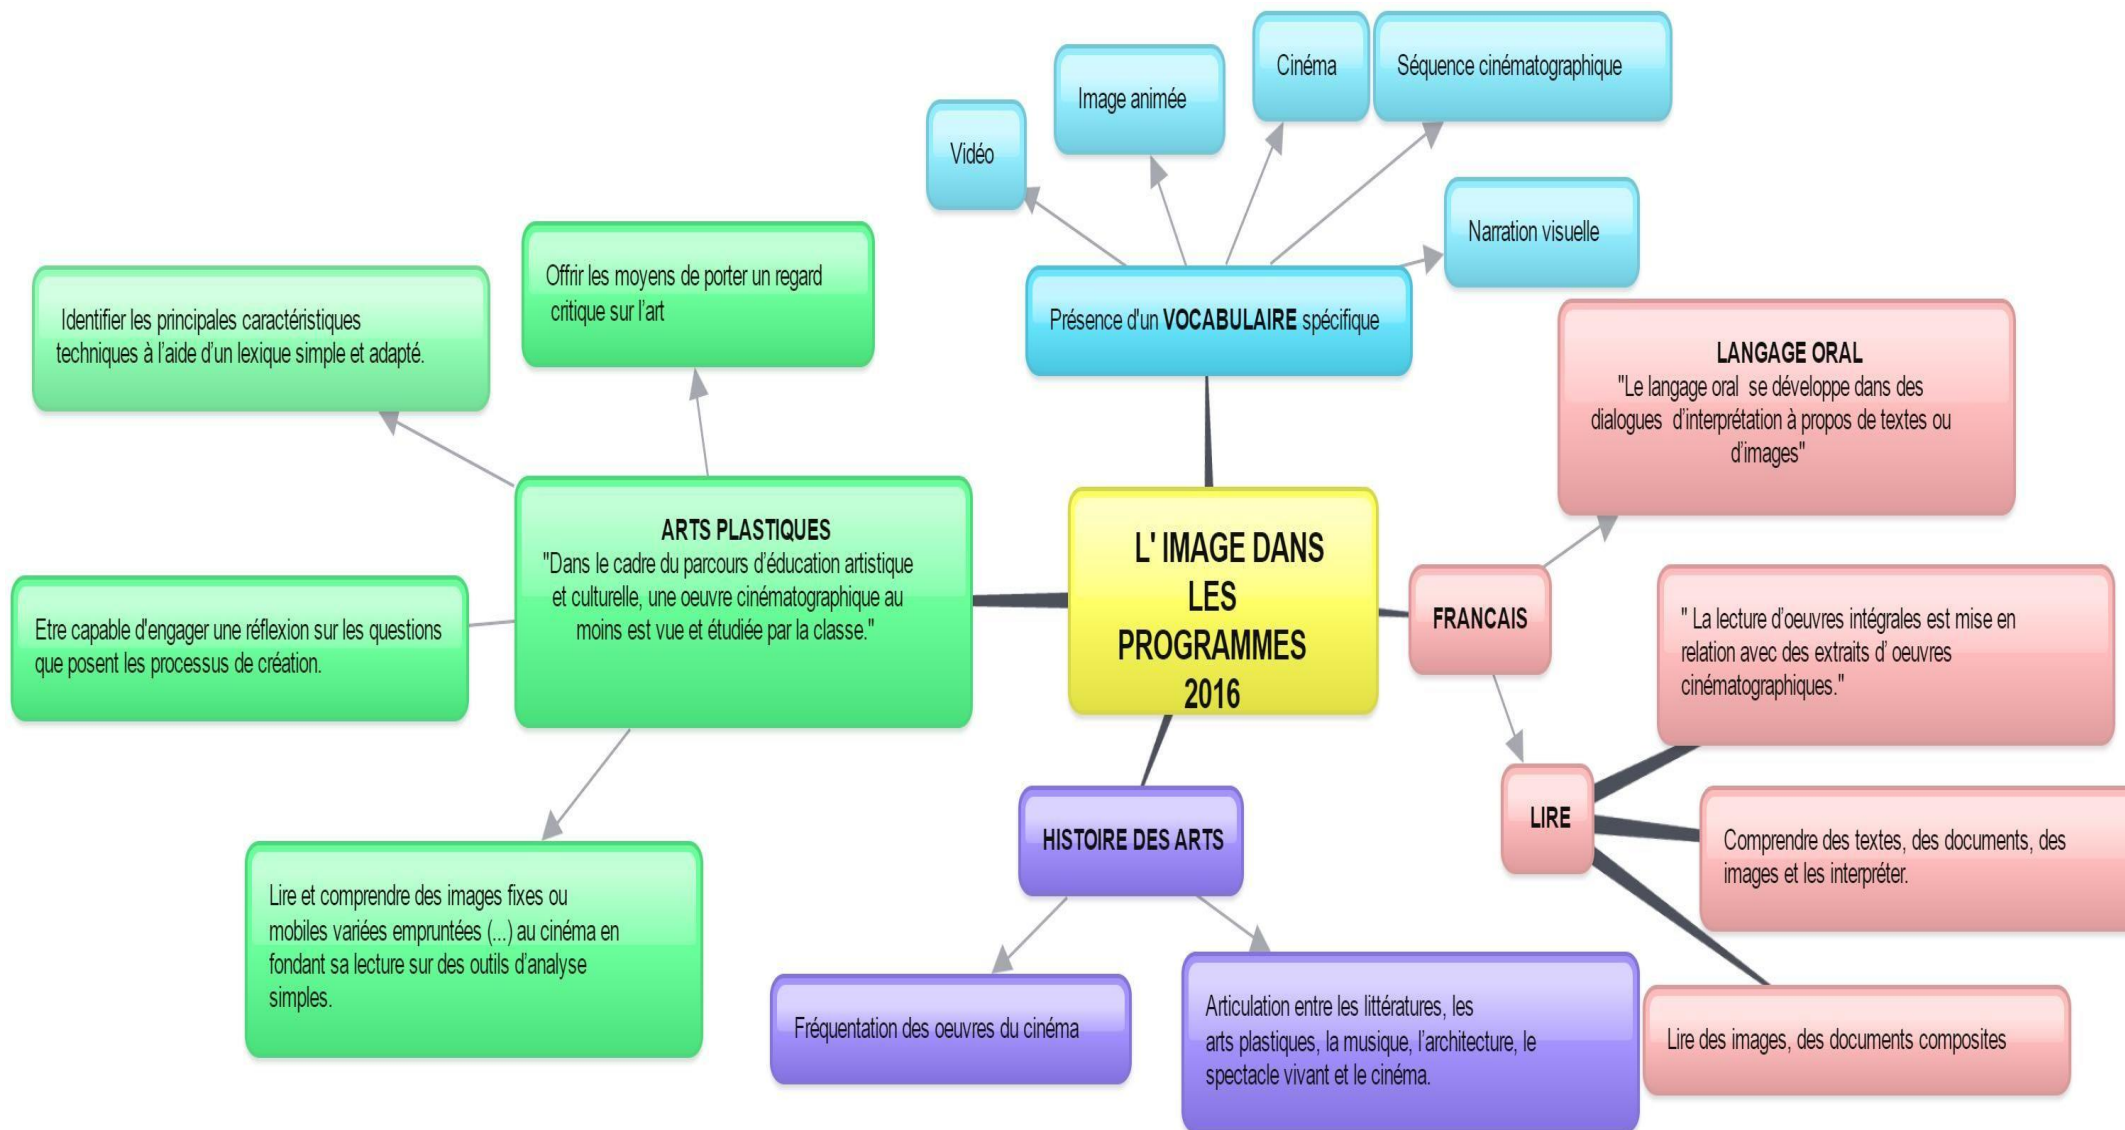 L' IMAGE DANS
LES
PROGRAMMES
2016
Présence d'un VOCABULAIRE spécifique
Vidéo
Image animée
Cinéma
Séquence cinématographique
Narration visuelle
ARTS PLASTIQUES
"Dans le cadre du parcours d’éducation artistique
et culturelle, une oeuvre cinématographique au
moins est vue et étudiée par la classe."
Offrir les moyens de porter un regard
critique sur l’art
Identifier les principales caractéristiques
techniques à l’aide d’un lexique simple et adapté.
Etre capable d'engager une réflexion sur les questions
que posent les processus de création.
Lire et comprendre des images fixes ou
mobiles variées empruntées (...) au cinéma en
fondant sa lecture sur des outils d’analyse
simples.
HISTOIRE DES ARTS
Fréquentation des oeuvres du cinéma
Articulation entre les littératures, les
arts plastiques, la musique, l’architecture, le
spectacle vivant et le cinéma.
FRANCAIS
LANGAGE ORAL
"Le langage oral se développe dans des
dialogues d’interprétation à propos de textes ou
d’images"
LIRE
" La lecture d’oeuvres intégrales est mise en
relation avec des extraits d’ oeuvres
cinématographiques."
Comprendre des textes, des documents, des
images et les interpréter.
Lire des images, des documents composites